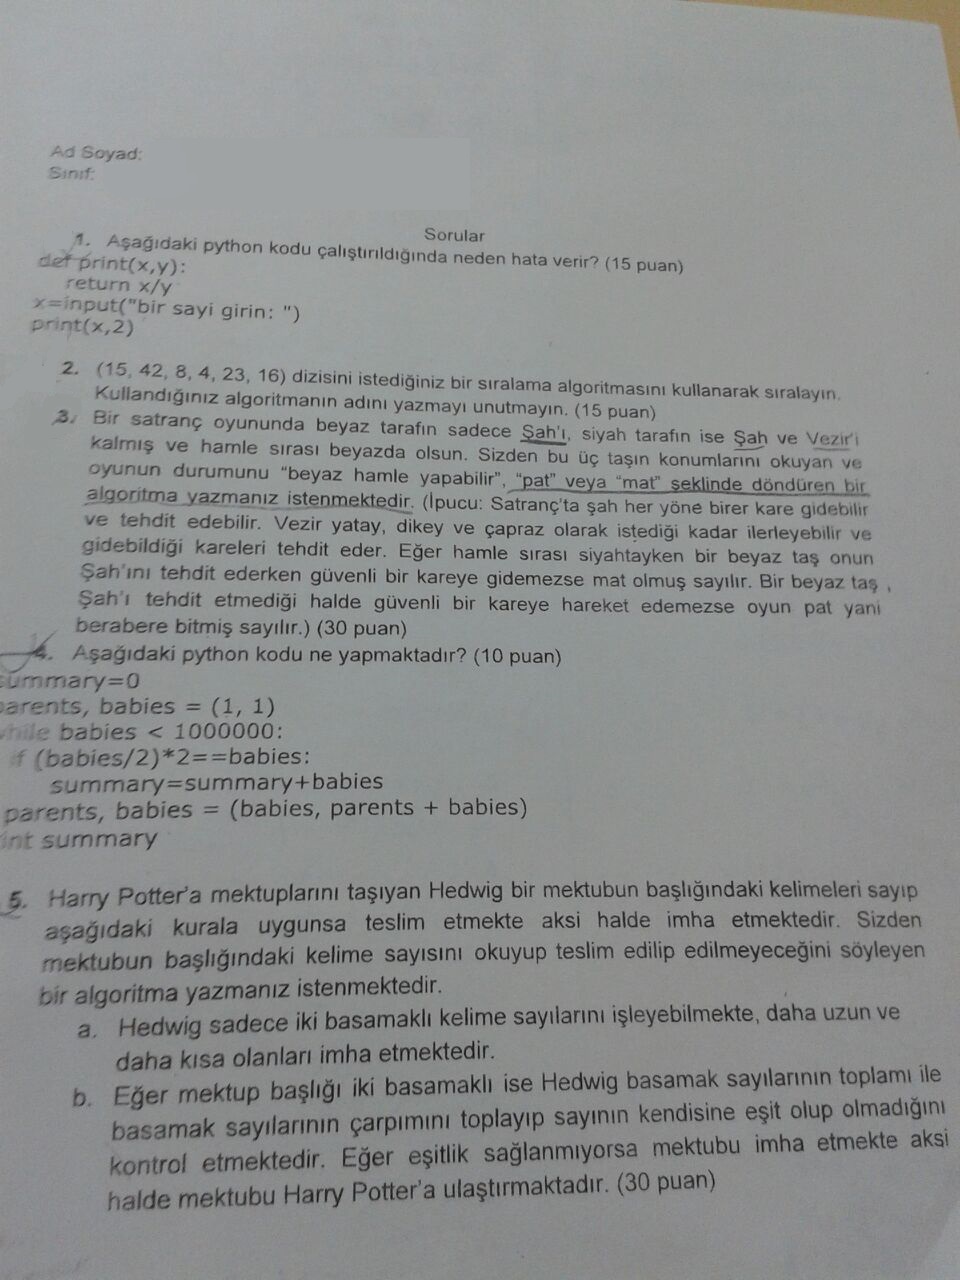 Ad Soyad:
Sınıf:
Sorular
1. Aşağıdaki python kodu çalıştırıldığında neden hata verir? (15 puan)
def print(x,y):
return x/y
x=input("bir sayi girin: ")
print(x,2)
2. (15, 42, 8, 4, 23, 16) dizisini istediğiniz bir sıralama algoritmasını kullanarak sıralayın.
Kullandığınız algoritmanın adını yazmayı unutmayın. (15 puan)
3. Bir satranç oyununda beyaz tarafın sadece Şah'ı, siyah tarafın ise Şah ve Vezir'i
kalmış ve hamle sırası beyazda olsun. Sizden bu üç taşın konumlarını okuyan ve
oyunun durumunu “beyaz hamle yapabilir”, “pat” veya “mat” şeklinde döndüren bir
algoritma yazmanız istenmektedir. (İpucu: Satranç'ta şah her yöne birer kare gidebilir
ve tehdit edebilir. Vezir yatay, dikey ve çapraz olarak istediği kadar ilerleyebilir ve
gidebildiği kareleri tehdit eder. Eğer hamle sırası siyahtayken bir beyaz taş onun
Şah'ını tehdit ederken güvenli bir kareye gidemezse mat olmuş sayılır. Bir beyaz taş ,
Şah'ı tehdit etmediği halde güvenli bir kareye hareket edemezse oyun pat yani
berabere bitmiş sayılır.) (30 puan)
4. Aşağıdaki python kodu ne yapmaktadır? (10 puan)
summary=0
parents, babies = (1, 1)
while babies < 1000000:
if (babies/2)*2==babies:
summary=summary+babies
parents, babies = (babies, parents + babies)
int summary
5. Harry Potter'a mektuplarını taşıyan Hedwig bir mektubun başlığındaki kelimeleri sayıp
aşağıdaki kurala uygunsa teslim etmekte aksi halde imha etmektedir. Sizden
mektubun başlığındaki kelime sayısını okuyup teslim edilip edilmeyeceğini söyleyen
bir algoritma yazmanız istenmektedir.
a. Hedwig sadece iki basamaklı kelime sayılarını işleyebilmekte, daha uzun ve
daha kısa olanları imha etmektedir.
b. Eğer mektup başlığı iki basamaklı ise Hedwig basamak sayılarının toplamı ile
basamak sayılarının çarpımını toplayıp sayının kendisine eşit olup olmadığını
kontrol etmektedir. Eğer eşitlik sağlanmıyorsa mektubu imha etmekte aksi
halde mektubu Harry Potter'a ulaştırmaktadır. (30 puan)